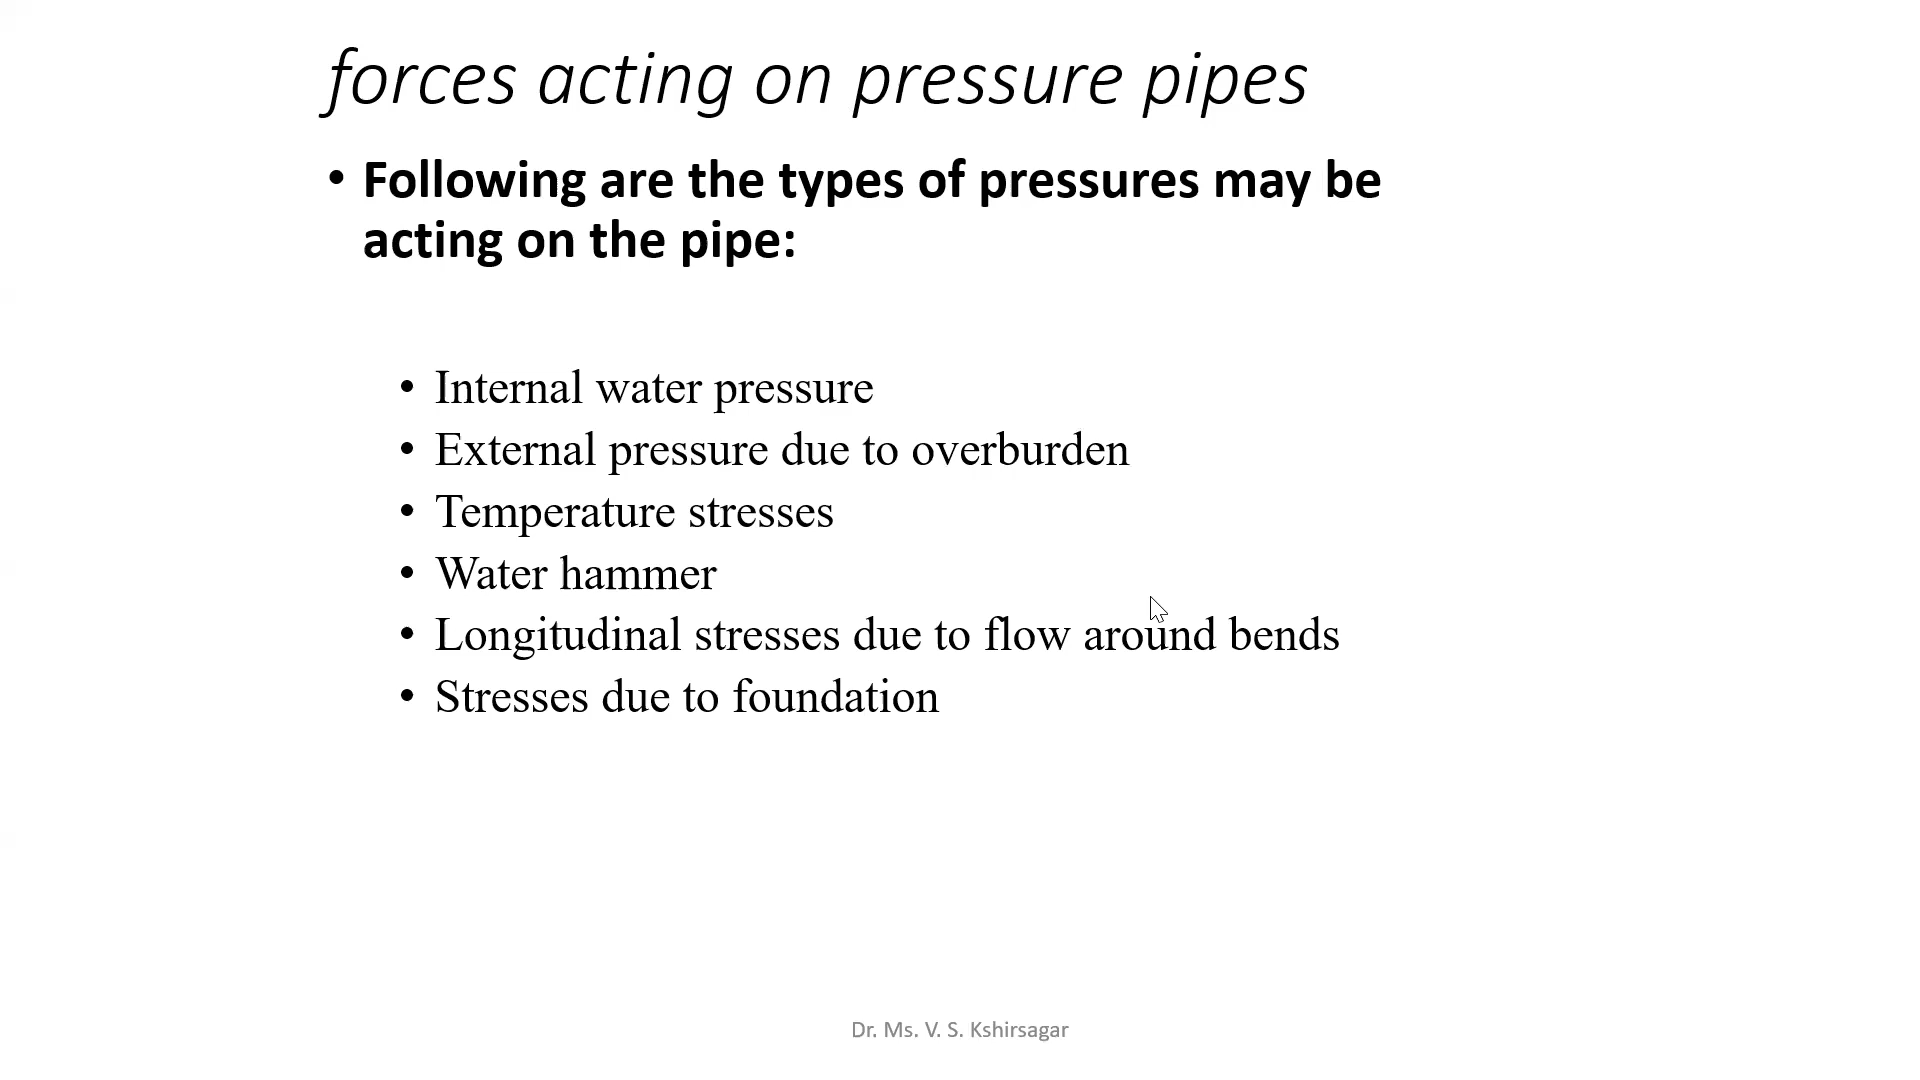 forces acting on pressure pipes
• Following are the types of pressures may be
acting on the pipe:
• Internal water pressure
• External pressure due to overburden
• Temperature stresses
• Water hammer
• Longitudinal stresses due to flow around bends
• Stresses due to foundation
Dr. Ms. V. S. Kshirsagar